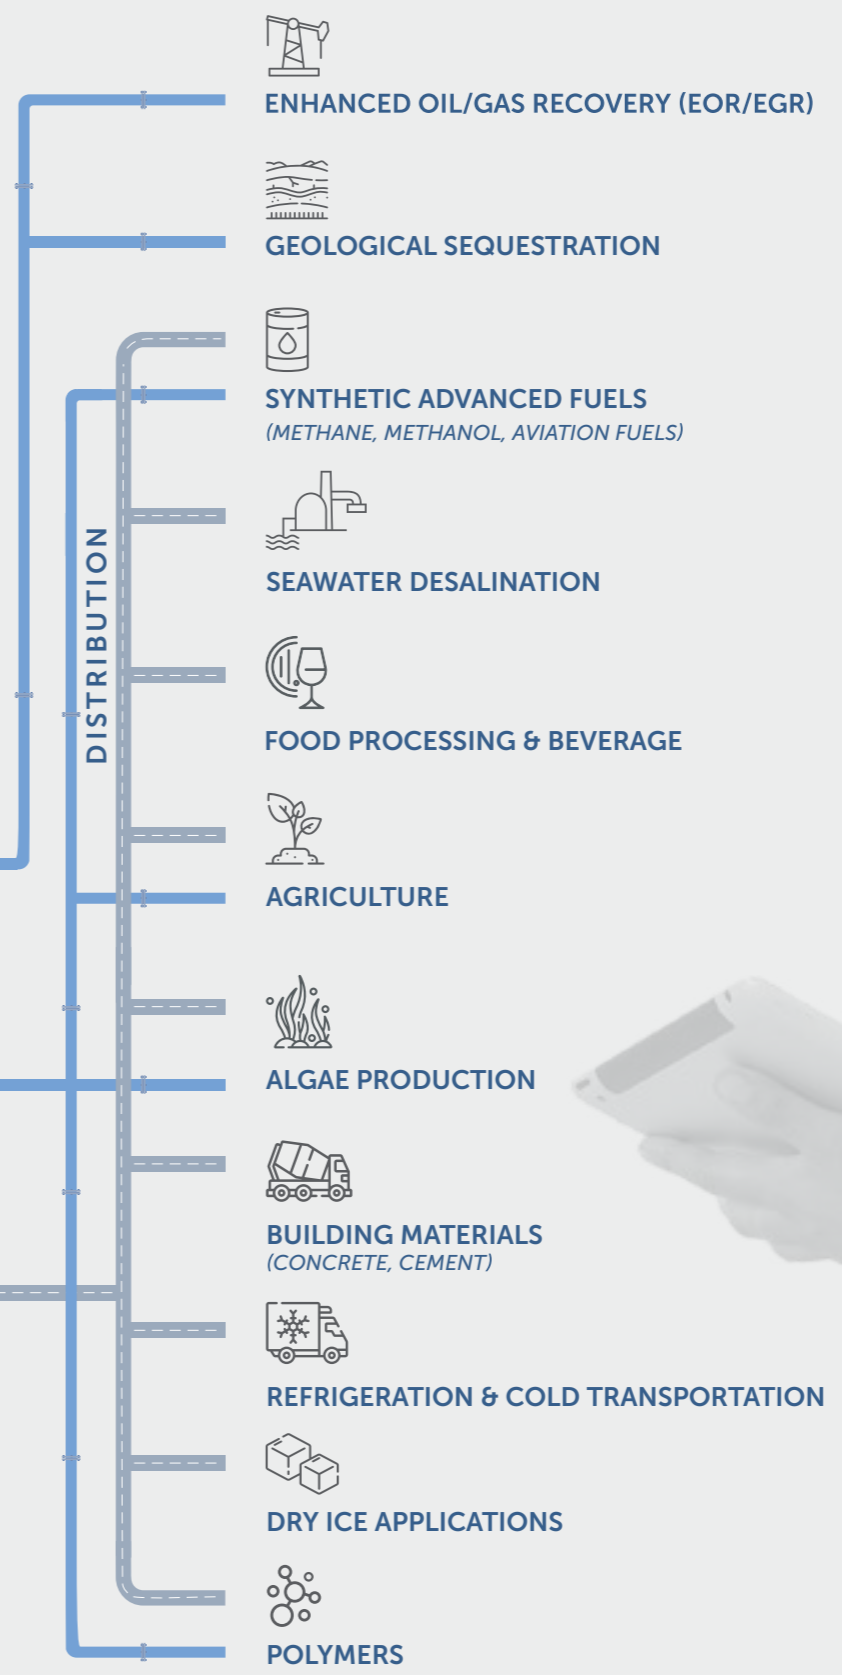 ENHANCED OIL/GAS RECOVERY (EOR/EGR)
GEOLOGICAL SEQUESTRATION
SYNTHETIC ADVANCED FUELS
(METHANE, METHANOL, AVIATION FUELS)
DISTRIBUTION
SEAWATER DESALINATION
FOOD PROCESSING & BEVERAGE
AGRICULTURE
ALGAE PRODUCTION
BUILDING MATERIALS
(CONCRETE, CEMENT)
REFRIGERATION & COLD TRANSPORTATION
DRY ICE APPLICATIONS
POLYMERS